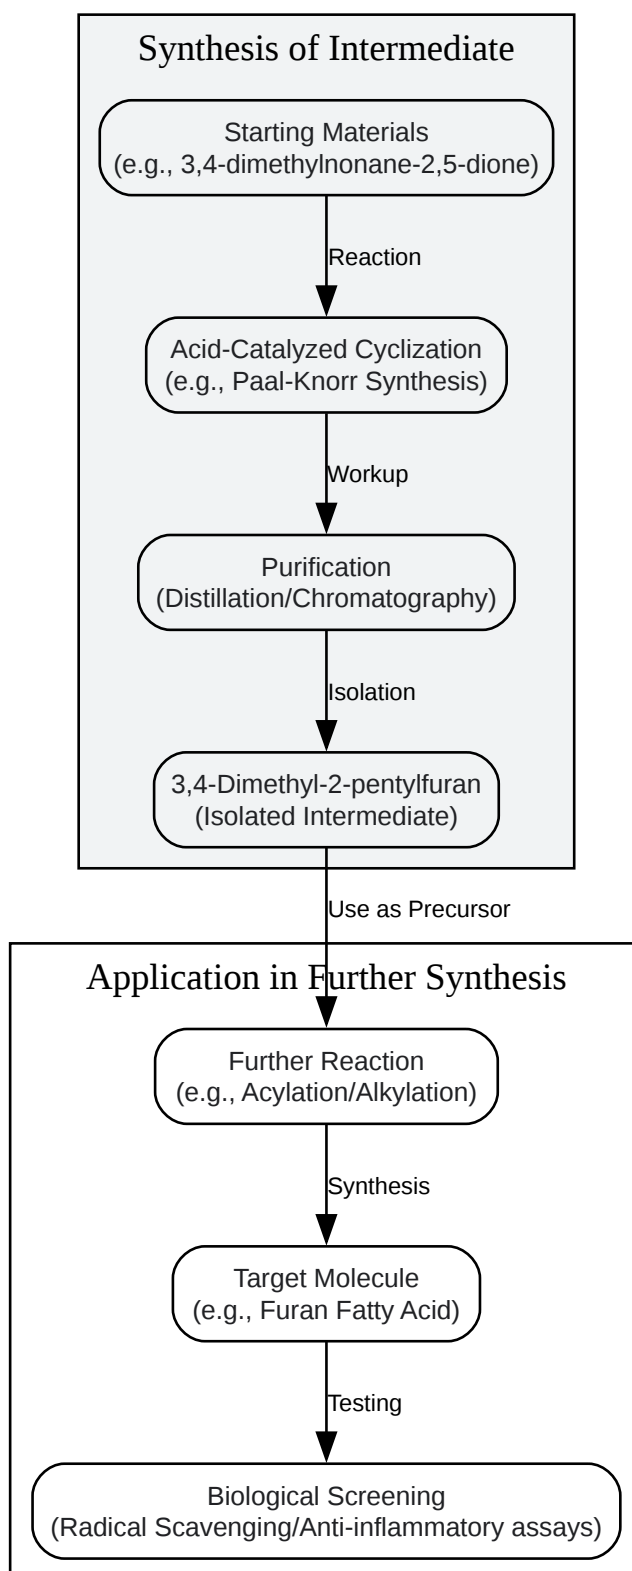 Synthesis of Intermediate
Starting Materials
(e.g., 3,4-dimethylnonane-2,5-dione)
Reaction
Acid-Catalyzed Cyclization
(e.g., Paal-Knorr Synthesis)
Workup
Purification
(Distillation/Chromatography)
Isolation
3,4-Dimethyl-2-pentylfuran
(Isolated Intermediate)
Use as Precursor
Application in Further Synthesis
Further Reaction
(e.g., Acylation/Alkylation)
Synthesis
Target Molecule
(e.g., Furan Fatty Acid)
Testing
Biological Screening
(Radical Scavenging/Anti-inflammatory assays)